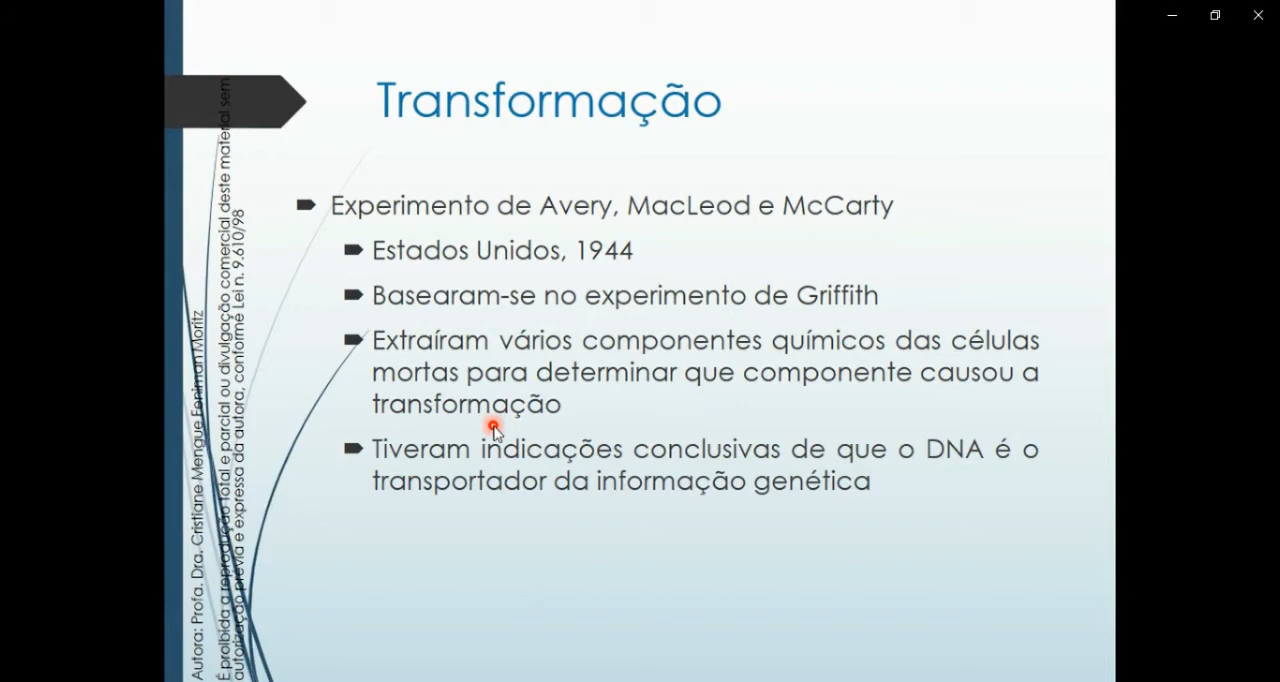 Transformação
Experimento de Avery, MacLeod e McCarty
Estados Unidos, 1944
Basearam-se no experimento de Griffith
Extraíram vários componentes químicos das células
mortas para determinar que componente causou a
transformação
Tiveram indicações conclusivas de que o DNA é o
transportador da informação genética
Autora: Profa. Dra. Cristiane Mengue Feniman Moritz
É proibida a reprodução total e parcial ou divulgação comercial deste material sem
autorização prévia e expressa da autora, conforme Lei n. 9.610/98